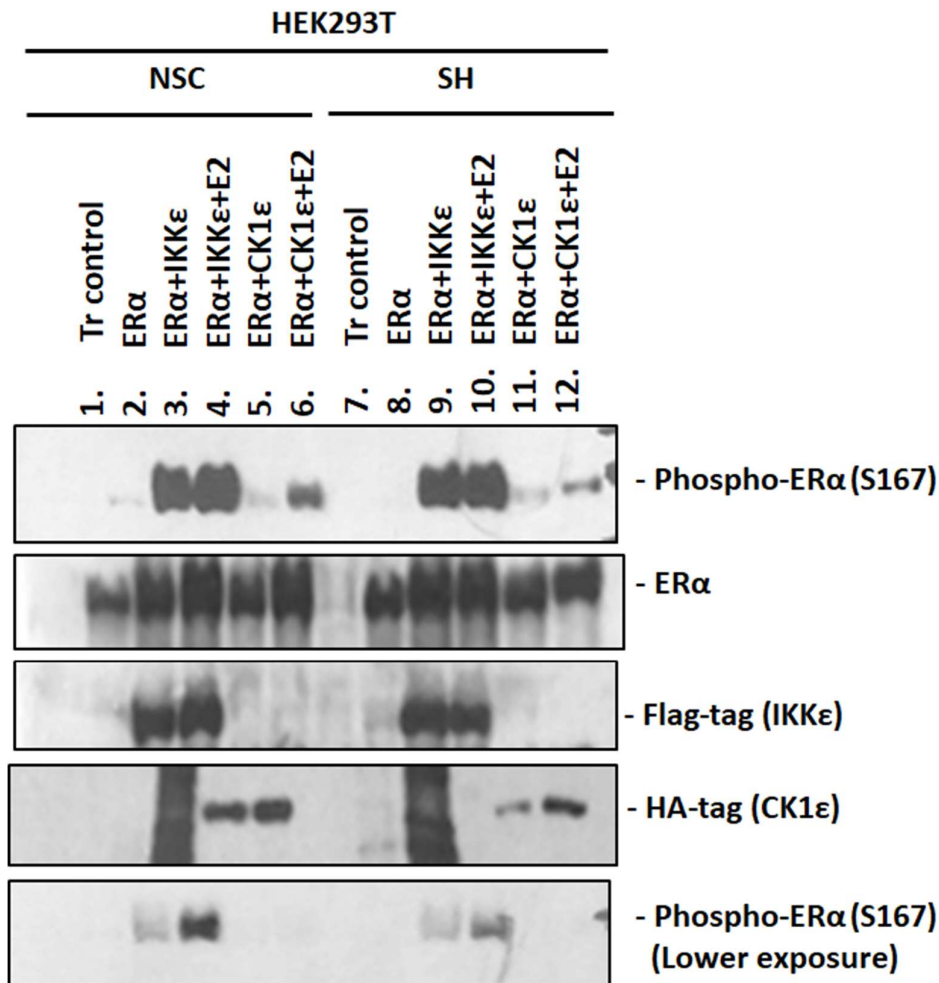 HEK293T
NSC
SH
1. Tr control
2. ERα
3. ERα+IKKε
4. ERα+IKKε+E2
5. ERα+CK1ε
6. ERα+CK1ε+E2
7. Tr control
8. ERα
9. ERα+IKKε
10. ERα+IKKε+E2
11. ERα+CK1ε
12. ERα+CK1ε+E2
- Phospho-ERα (S167)
- ERα
- Flag-tag (IKKε)
- HA-tag (CK1ε)
- Phospho-ERα (S167)
(Lower exposure)